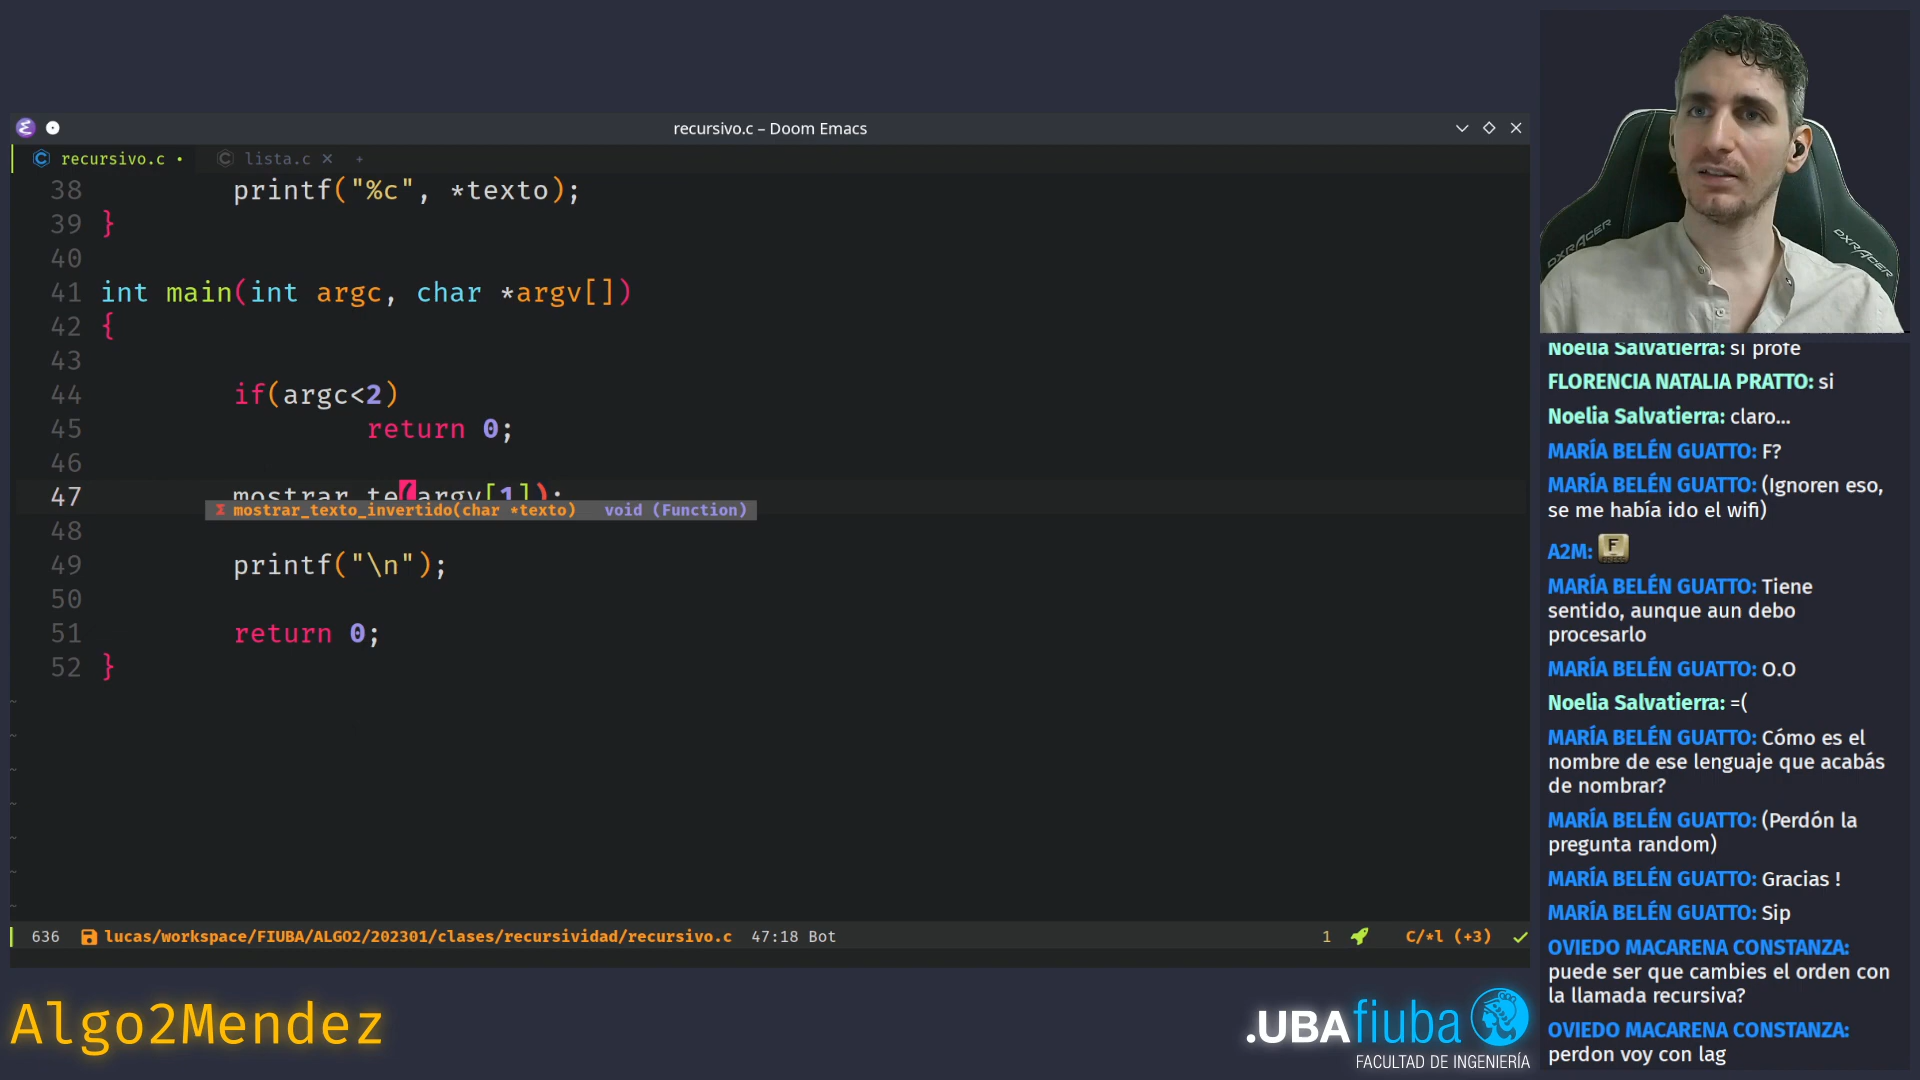 recursivo.c – Doom Emacs
recursivo.c • lista.c × +
38 printf("%c", *texto);
39 }
40
41 int main(int argc, char *argv[])
42 {
43
44 if(argc<2)
45 return 0;
46
47 mostrar_te(argv[1]);
mostrar_texto_invertido(char *texto) void (Function)
48
49 printf("\n");
50
51 return 0;
52 }
~
~
~
~
~
~
~
636 lucas/workspace/FIUBA/ALGO2/202301/clases/recursividad/recursivo.c 47:18 Bot 1 C/*l (+3)
Algo2Mendez
.UBAfiuba
FACULTAD DE INGENIERÍA
DXRACER
DXRACER
Noelia Salvatierra: si profe
FLORENCIA NATALIA PRATTO: si
Noelia Salvatierra: claro...
MARÍA BELÉN GUATTO: F?
MARÍA BELÉN GUATTO: (Ignoren eso,
se me había ido el wifi)
A2M: F
MARÍA BELÉN GUATTO: Tiene
sentido, aunque aun debo
procesarlo
MARÍA BELÉN GUATTO: O.O
Noelia Salvatierra: =(
MARÍA BELÉN GUATTO: Cómo es el
nombre de ese lenguaje que acabás
de nombrar?
MARÍA BELÉN GUATTO: (Perdón la
pregunta random)
MARÍA BELÉN GUATTO: Gracias !
MARÍA BELÉN GUATTO: Sip
OVIEDO MACARENA CONSTANZA:
puede ser que cambies el orden con
la llamada recursiva?
OVIEDO MACARENA CONSTANZA:
perdon voy con lag